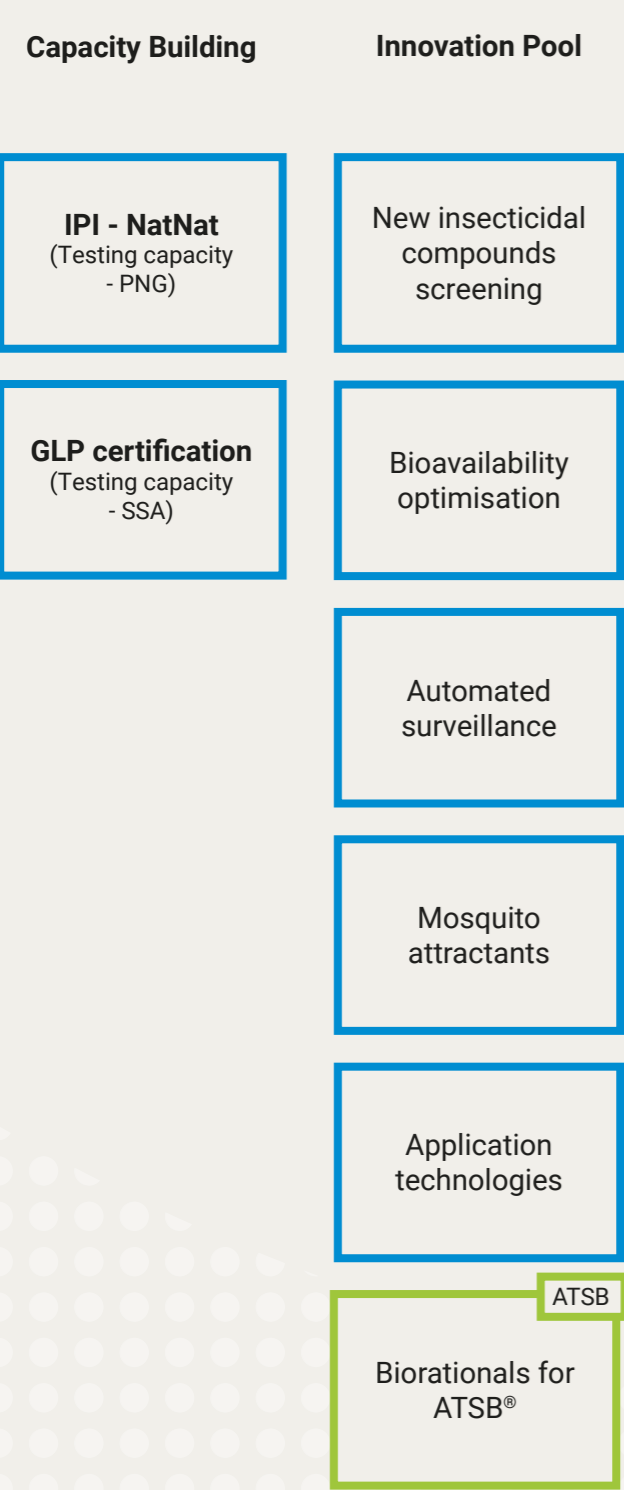 Capacity Building
IPI - NatNat
(Testing capacity
- PNG)
GLP certification
(Testing capacity
- SSA)
Innovation Pool
New insecticidal
compounds
screening
Bioavailability
optimisation
Automated
surveillance
Mosquito
attractants
Application
technologies
ATSB
Biorationals for
ATSB®